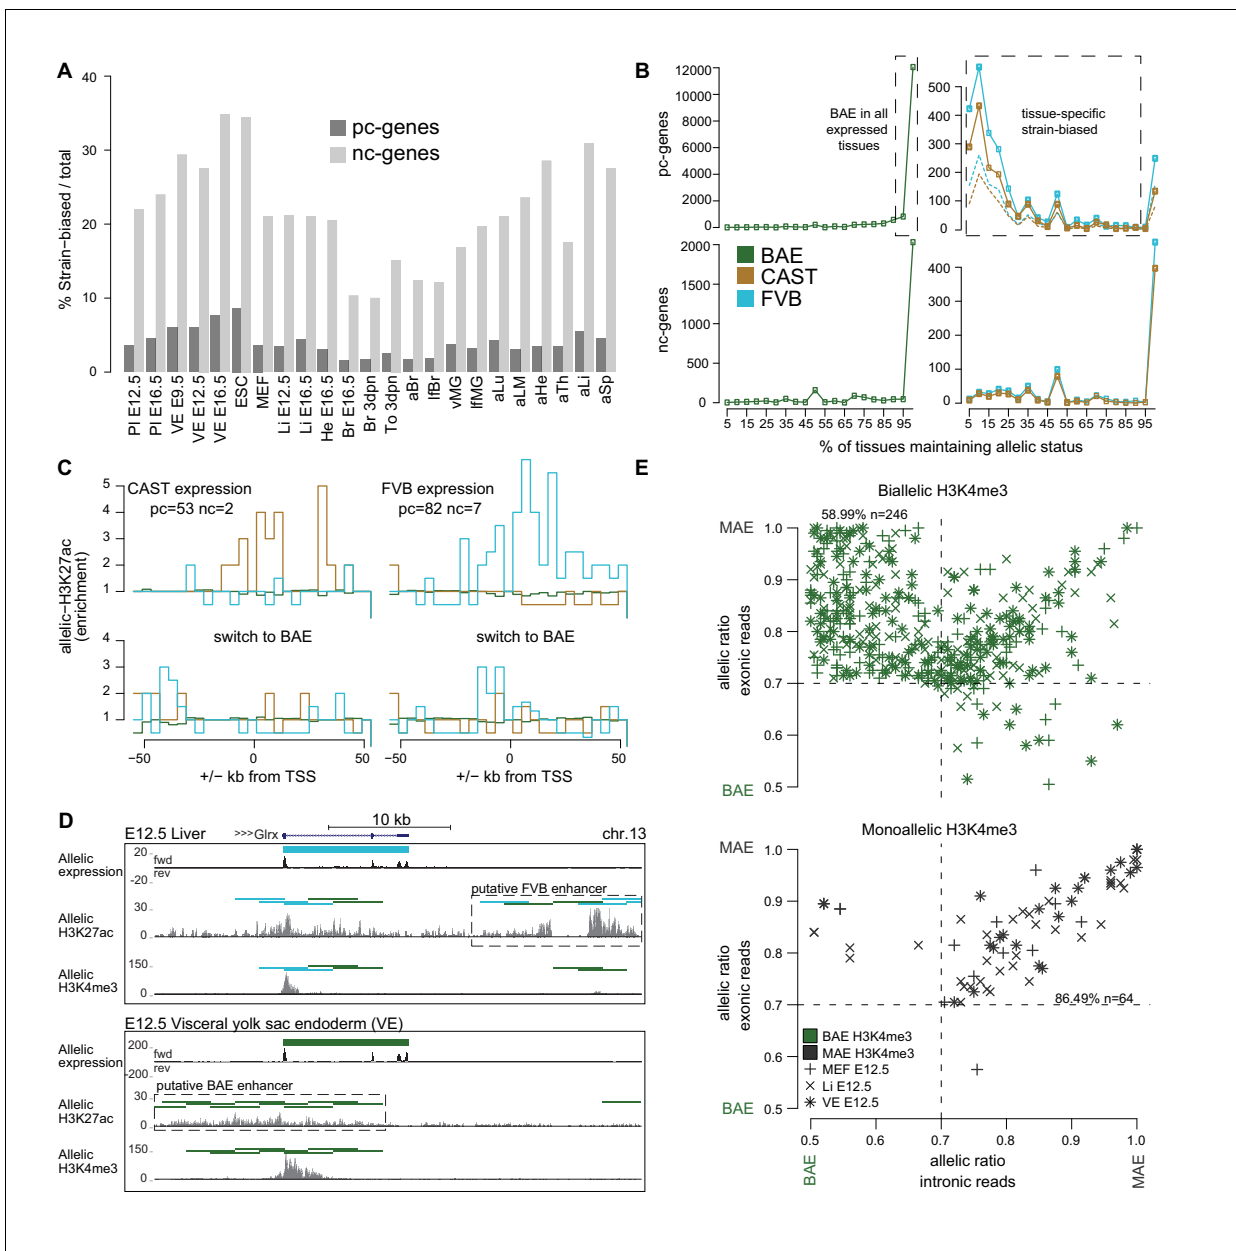 A
40
30
20
10
0
% Strain-biased / total
pc-genes
nc-genes
Pl E12.5
Pl E16.5
VE E9.5
VE E12.5
VE E16.5
ESC
MEF
Li E12.5
Li E16.5
He E16.5
Br E16.5
Br 3dpn
To 3dpn
aBr
lfBr
vMG
lfMG
aLu
aLM
aHe
aTh
aLi
aSp
B
12000
10000
8000
6000
4000
2000
0
pc-genes
BAE in all
expressed
tissues
500
400
300
200
100
0
tissue-specific
strain-biased
2000
1500
1000
500
0
nc-genes
BAE
CAST
FVB
400
300
200
100
0
5 15 25 35 45 55 65 75 85 95
5 15 25 35 45 55 65 75 85 95
% of tissues maintaining allelic status
C
5
4
3
2
1
allelic-H3K27ac
(enrichment)
CAST expression
pc=53 nc=2
FVB expression
pc=82 nc=7
4
3
2
1
switch to BAE
switch to BAE
−50 0 50
−50 0 50
+/− kb from TSS
+/− kb from TSS
D
E12.5 Liver
>>>Glrx
10 kb
chr.13
Allelic
expression
20
-20
fwd
rev
putative FVB enhancer
Allelic
H3K27ac
30
0
Allelic
H3K4me3
150
0
E12.5 Visceral yolk sac endoderm (VE)
Allelic
expression
200
-200
fwd
rev
putative BAE enhancer
Allelic
H3K27ac
30
0
Allelic
H3K4me3
150
0
E
Biallelic H3K4me3
58.99% n=246
MAE
1.0
0.9
0.8
0.7
0.6
0.5
BAE
allelic ratio
exonic reads
Monoallelic H3K4me3
MAE
1.0
0.9
0.8
0.7
0.6
0.5
BAE
allelic ratio
exonic reads
86.49% n=64
BAE H3K4me3
MAE H3K4me3
MEF E12.5
Li E12.5
VE E12.5
0.5 0.6 0.7 0.8 0.9 1.0
BAE
MAE
allelic ratio
intronic reads